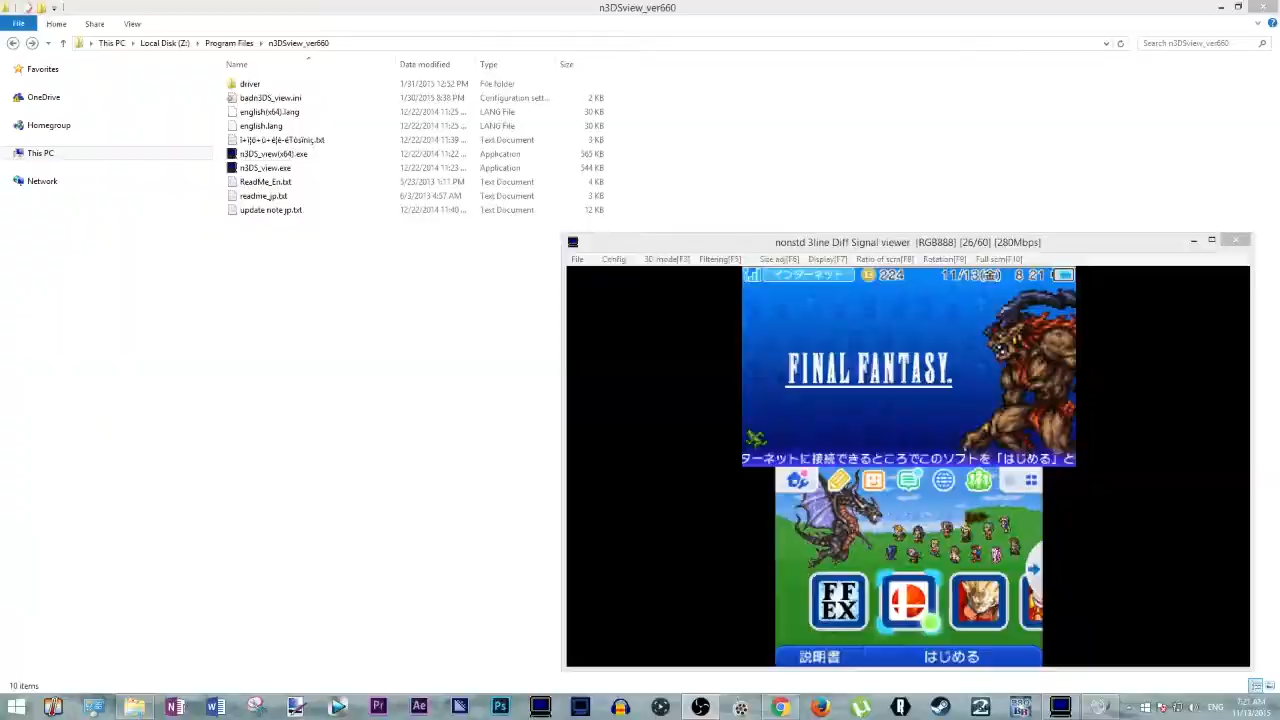 n3DSview_ver660
File Home Share View
This PC Local Disk (Z:) Program Files n3DSview_ver660
Search n3DSview_ver660
Name Date modified Type Size
Favorites
OneDrive
Homegroup
This PC
Network
driver 1/31/2015 12:52 PM File folder
badn3DS_view.ini 1/30/2015 8:38 PM Configuration sett... 2 KB
english(x64).lang 12/22/2014 11:25 ... LANG File 30 KB
english.lang 12/22/2014 11:25 ... LANG File 30 KB
12/22/2014 11:39 ... Text Document 3 KB
n3DS_view(x64).exe 12/22/2014 11:22 ... Application 565 KB
n3DS_view.exe 12/22/2014 11:23 ... Application 544 KB
ReadMe_En.txt 5/23/2013 1:11 PM Text Document 4 KB
readme_jp.txt 6/3/2013 4:57 AM Text Document 3 KB
update note jp.txt 12/22/2014 11:40 ... Text Document 12 KB
nonstd 3line Diff Signal viewer [RGB888] [26/60] [280Mbps]
File Config 3D mode[F3] Filtering[F5] Size adj[F6] Display[F7] Ratio of scrn[F8] Rotation[F9] Full scrn[F10]
インターネット 224 11/13(金) 6 21
FINAL FANTASY.
ターネットに接続できるところでこのソフトを「はじめる」と
FF
EX
説明書 はじめる
10 items
N W Pr Ae Ps R 2 ENG
7:21 AM
11/13/2015